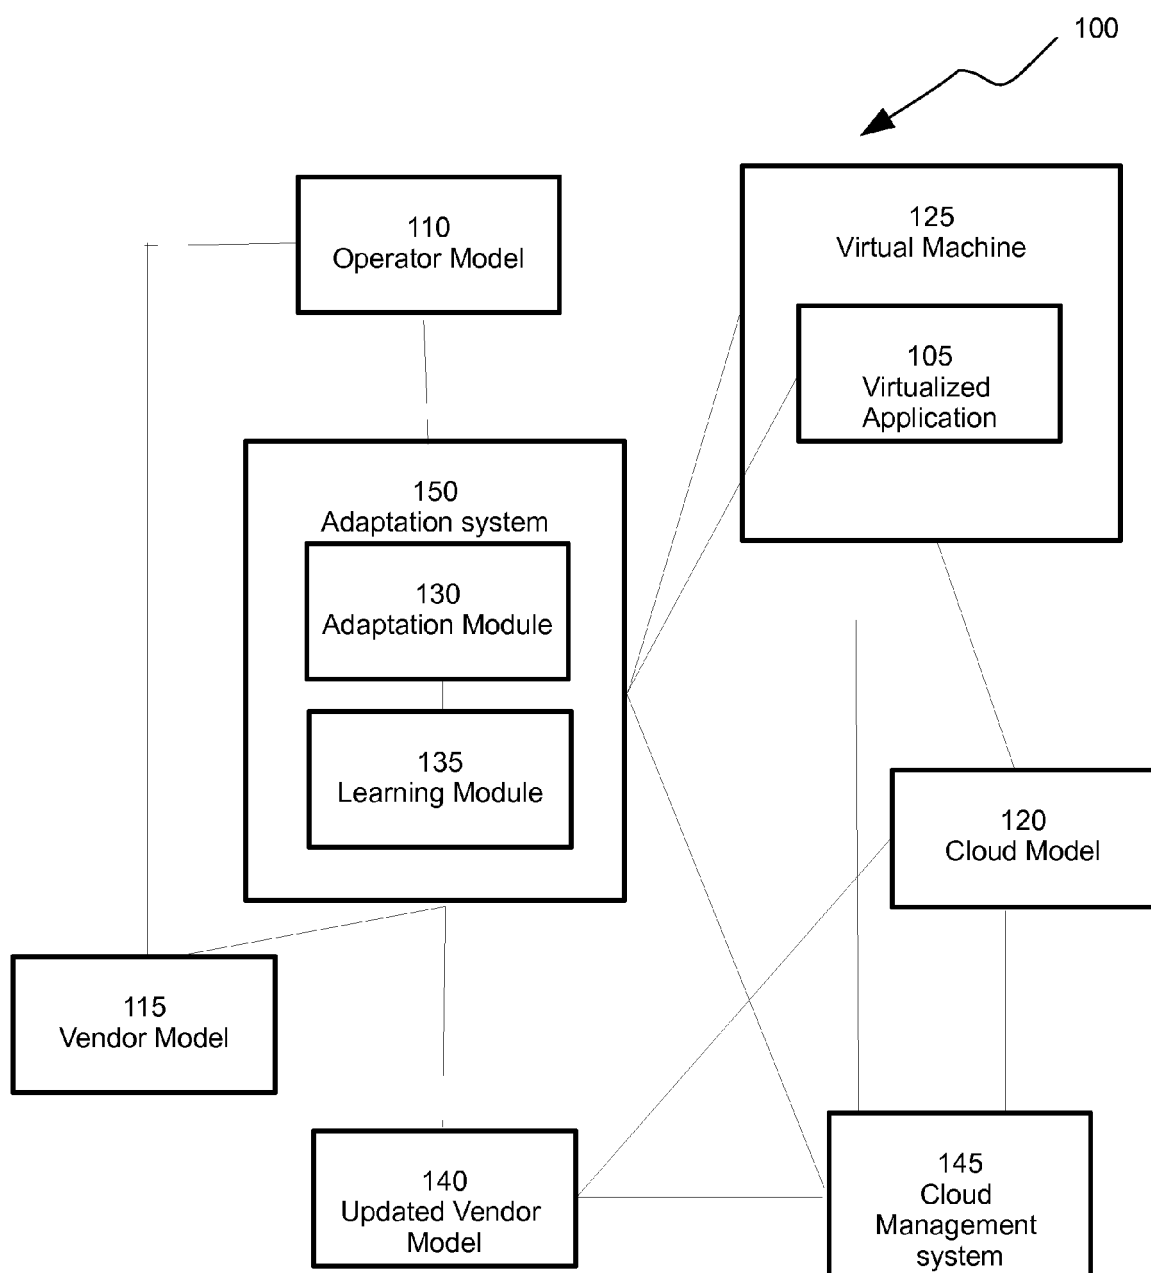 100
110
Operator Model
125
Virtual Machine
105
Virtualized
Application
150
Adaptation system
130
Adaptation Module
135
Learning Module
120
Cloud Model
115
Vendor Model
140
Updated Vendor
Model
145
Cloud
Management
system